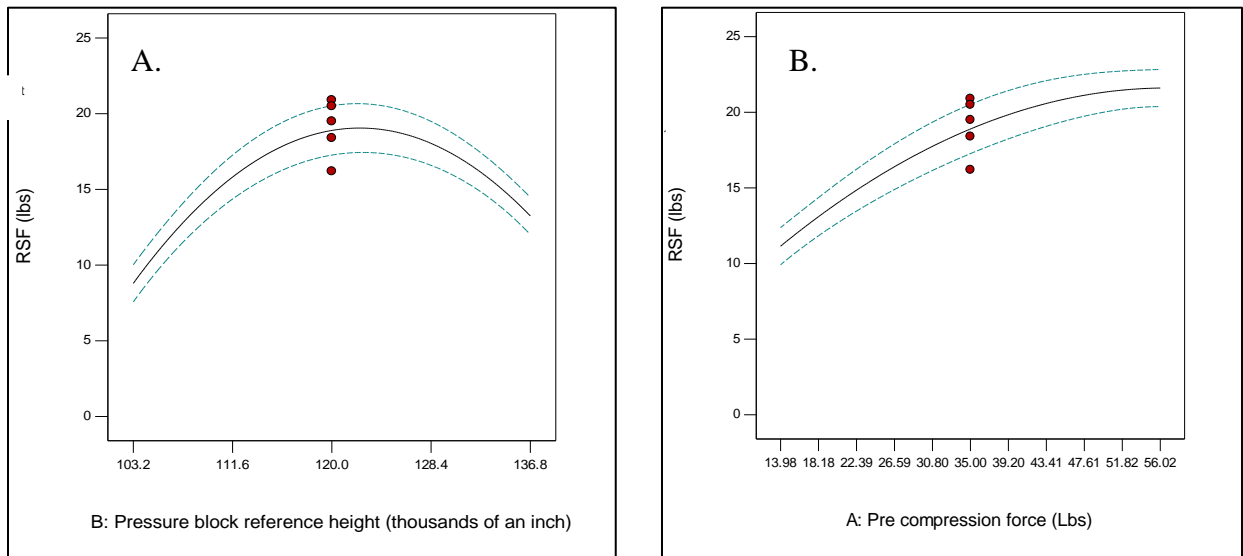 A.
25
20
15
10
5
0
RSF (lbs)
103.2 111.6 120.0 128.4 136.8
B: Pressure block reference height (thousands of an inch)
t
B.
25
20
15
10
5
0
RSF (lbs)
13.98 18.18 22.39 26.59 30.80 35.00 39.20 43.41 47.61 51.82 56.02
A: Pre compression force (Lbs)